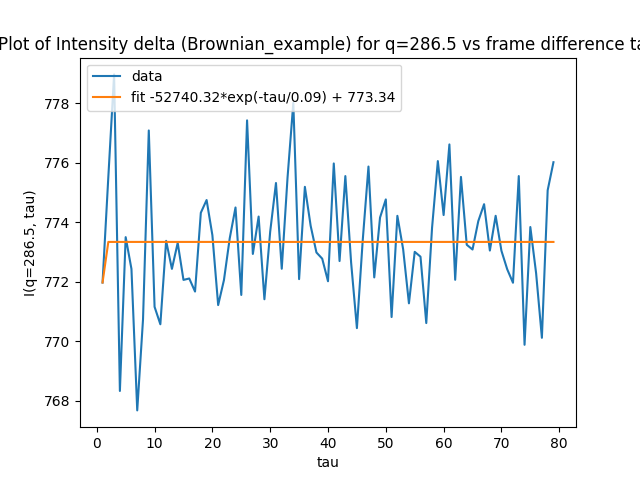 Plot of Intensity delta (Brownian_example) for q=286.5 vs frame difference ta
data
fit -52740.32*exp(-tau/0.09) + 773.34
I(q=286.5, tau)
778
776
774
772
770
768
0 10 20 30 40 50 60 70 80
tau